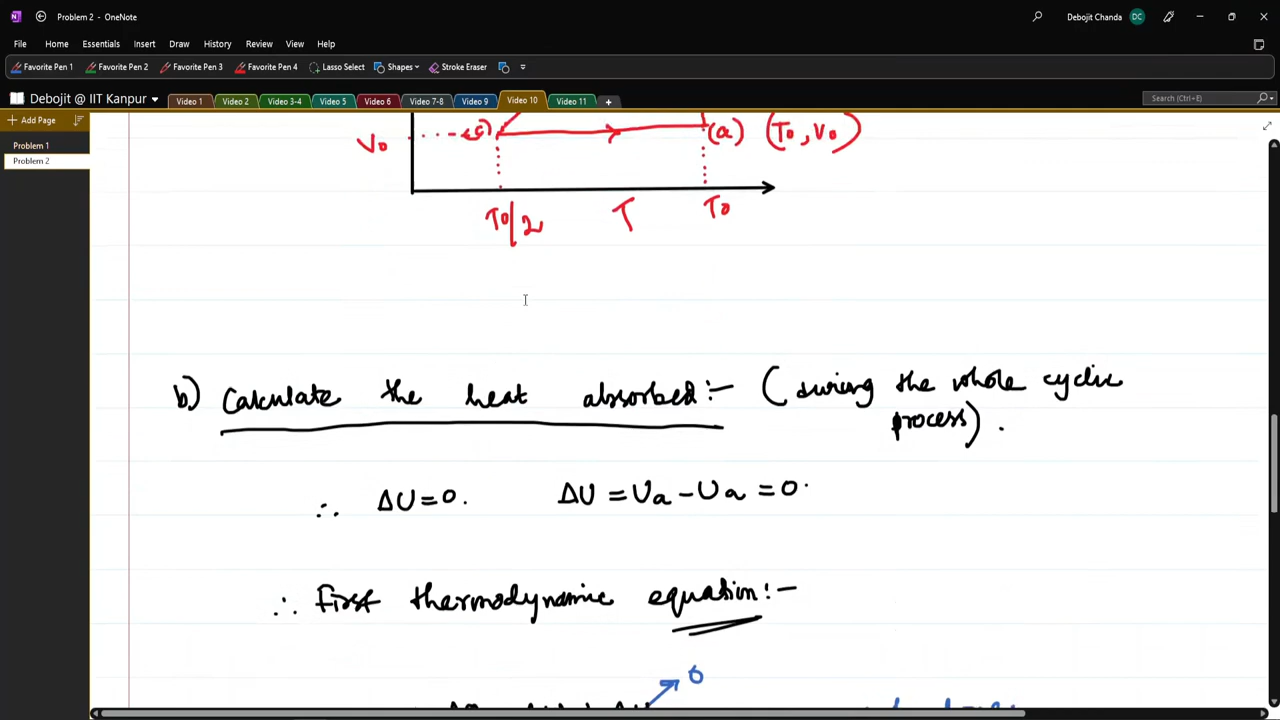 Problem 2 - OneNote
Debojit Chanda DC
File Home Essentials Insert Draw History Review View Help
Favorite Pen 1 Favorite Pen 2 Favorite Pen 3 Favorite Pen 4 Lasso Select Shapes Stroke Eraser
Debojit @ IIT Kanpur Video 1 Video 2 Video 3-4 Video 5 Video 6 Video 7-8 Video 9 Video 10 Video 11 Search (Ctrl+E)
Add Page
Problem 1
Problem 2
V₀ (c) (a) (T₀, V₀)
T₀/2 T T₀
b) Calculate the heat absorbed:- (during the whole cyclic
process).
∴ ΔU=0. ΔU = Ua - Ua = 0.
∴ First thermodynamic equation:-
0